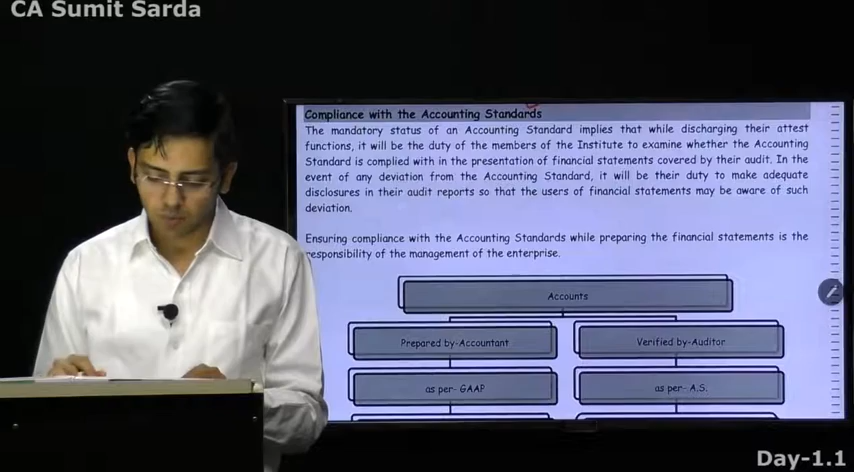 CA Sumit Sarda
Compliance with the Accounting Standards
The mandatory status of an Accounting Standard implies that while discharging their attest
functions, it will be the duty of the members of the Institute to examine whether the Accounting
Standard is complied with in the presentation of financial statements covered by their audit. In the
event of any deviation from the Accounting Standard, it will be their duty to make adequate
disclosures in their audit reports so that the users of financial statements may be aware of such
deviation.
Ensuring compliance with the Accounting Standards while preparing the financial statements is the
responsibility of the management of the enterprise.
Accounts
Prepared by-Accountant
Verified by-Auditor
as per- GAAP
as per- A.S.
Day-1.1